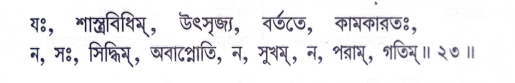 যঃ, শাস্ত্রবিধিম্, উৎসৃজ্য, বর্ততে, কামকারতঃ,
ন, সঃ, সিদ্ধিম্, অবাপ্নোতি, ন, সুখম্, ন, পরাম্, গতিম্॥ ২৩ ॥